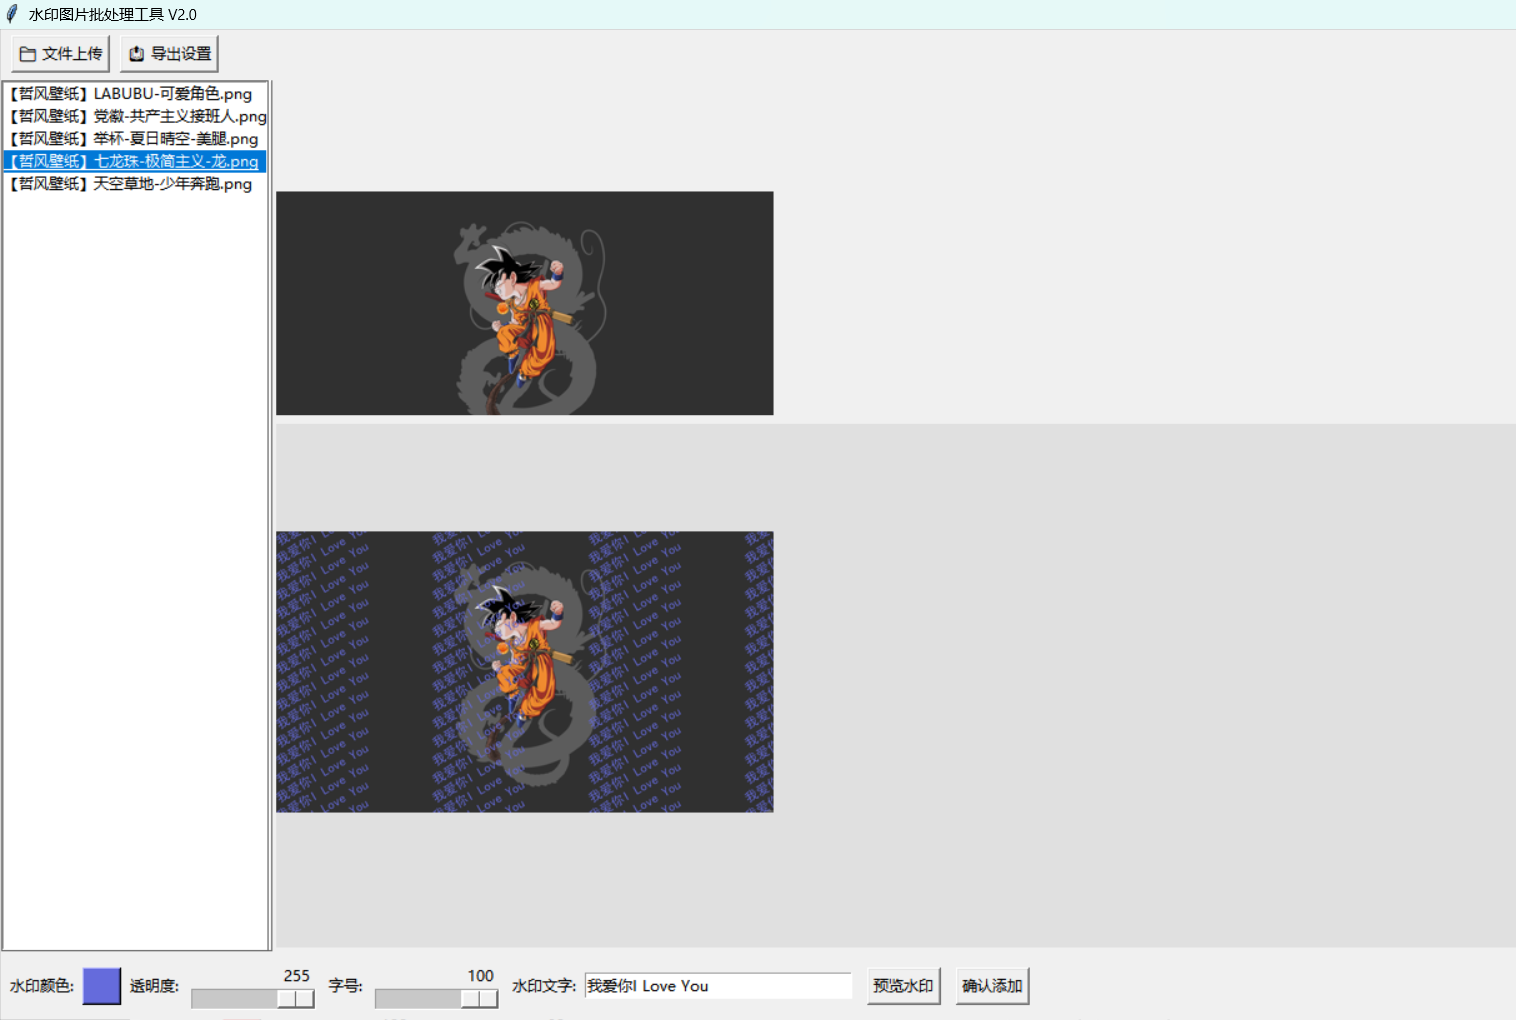 水印图片批处理工具 V2.0
文件上传 导出设置
【哲风壁纸】LABUBU-可爱角色.png
【哲风壁纸】党徽-共产主义接班人.png
【哲风壁纸】举杯-夏日晴空-美腿.png
【哲风壁纸】七龙珠-极简主义-龙.png
【哲风壁纸】天空草地-少年奔跑.png
我爱你I Love You
水印颜色: 透明度: 255 字号: 100 水印文字: 我爱你I Love You 预览水印 确认添加